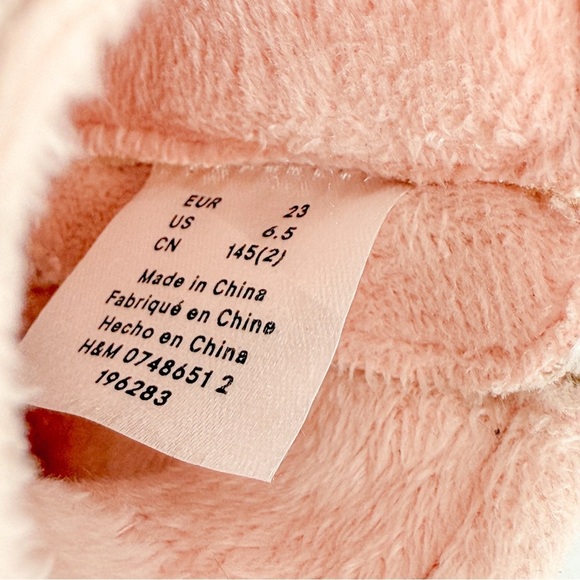 EUR 23
US 6.5
CN 145(2)
Made in China
Fabriqué en Chine
Hecho en China
H&M 0748651 2
196283